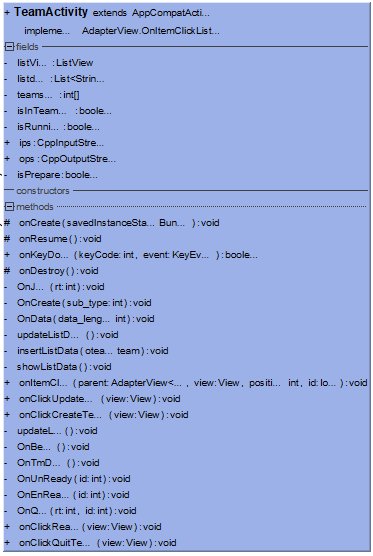 + TeamActivity extends AppCompatActi...
impleme... AdapterView.OnItemClickList...
fields
- listVi... : ListView
- listd... : List<Strin...
- teams... : int[]
- isInTeam... : boole...
- isRunni... : boole...
+ ips : CppInputStre...
+ ops : CppOutputStre...
- isPrepare: boole...
constructors
methods
# onCreate (savedInstanceSta... Bun... ) : void
# onResume () : void
+ onKeyDo... (keyCode: int, event: KeyEv... ) : boole...
# onDestroy() : void
- OnJ... (rt: int) : void
- OnCreate (sub_type: int) : void
- OnData (data_leng... int) : void
- updateListD... () : void
- insertListData (otea... team) : void
- showListData() : void
+ onItemCl... (parent: AdapterView<... , view: View, positi... int, id: lo... ) : void
+ onClickUpdate... (view: View) : void
+ onClickCreateTe... (view: View) : void
- updateL... () : void
- OnBe... () : void
- OnTmD... () : void
- OnUnReady (id: int) : void
- OnEnRea... (id: int) : void
- OnQ... (rt: int, id: int) : void
+ onClickRea... (view: View) : void
+ onClickQuitTe... (view: View) : void